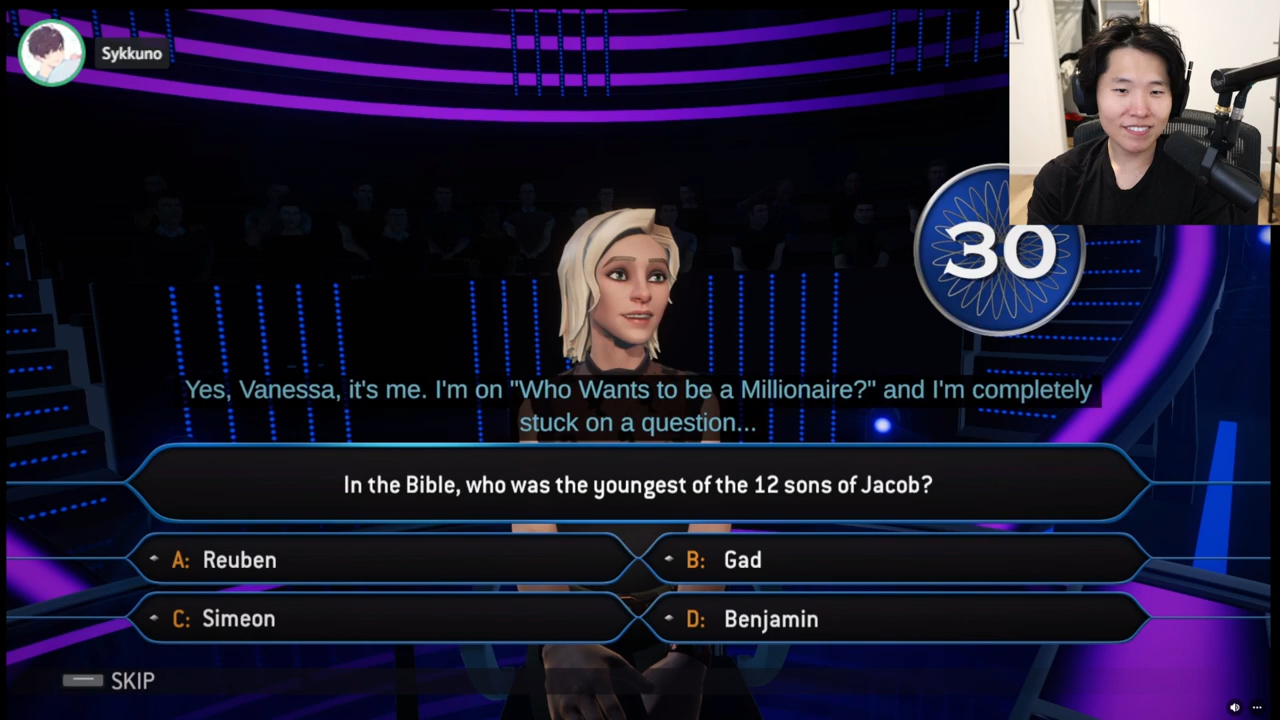 Sykkuno
30
Yes, Vanessa, it's me. I'm on "Who Wants to be a Millionaire?" and I'm completely
stuck on a question...
In the Bible, who was the youngest of the 12 sons of Jacob?
A: Reuben
B: Gad
C: Simeon
D: Benjamin
SKIP